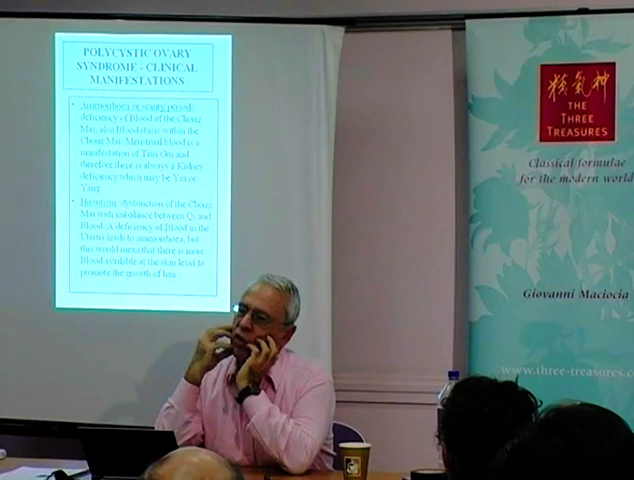 POLYCYSTIC OVARY
SYNDROME - CLINICAL
MANIFESTATIONS
• Amenorrhoea or scanty periods:
deficiency of Blood of the Chong
Mai, also Blood stasis within the
Chong Mai. Menstrual blood is a
manifestation of Tian Gui and
therefore there is always a Kidney
deficiency which may be Yin or
Yang.
• Hirsutism: dysfunction of the Chong
Mai with imbalance between Qi and
Blood. A deficiency of Blood in the
Uterus leads to amenorrhoea, but
this would mean that there is more
Blood available at the skin level to
promote the growth of hair.
精氣神
THE
THREE
TREASURES
Classical formulae
for the modern world
Giovanni Maciocia
www.three-treasures.c